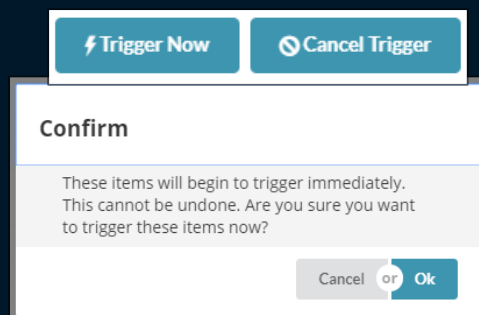 Trigger Now Cancel Trigger
Confirm
These items will begin to trigger immediately.
This cannot be undone. Are you sure you want
to trigger these items now?
Cancel or Ok